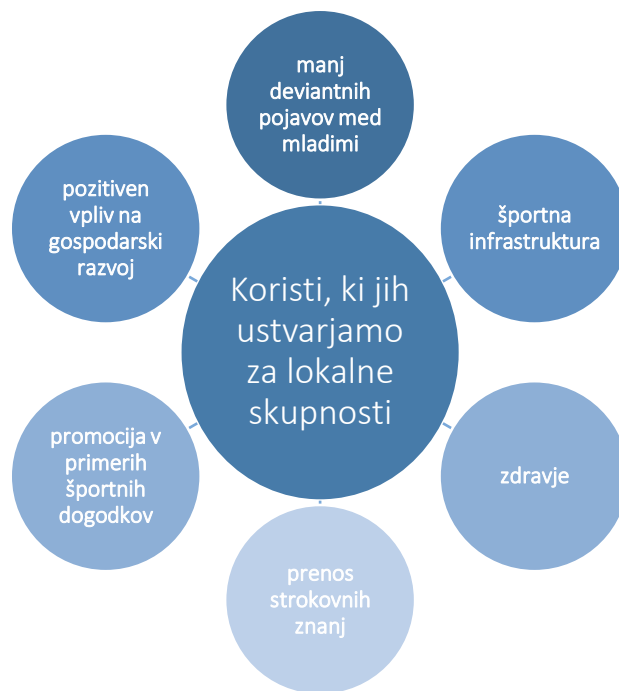 manj
deviantnih
pojavov med
mladimi
pozitiven
vpliv na
gospodarski
razvoj
športna
infrastruktura
Koristi, ki jih
ustvarjamo
za lokalne
skupnosti
promocija v
primerih
športnih
dogodkov
zdravje
prenos
strokovnih
znanj